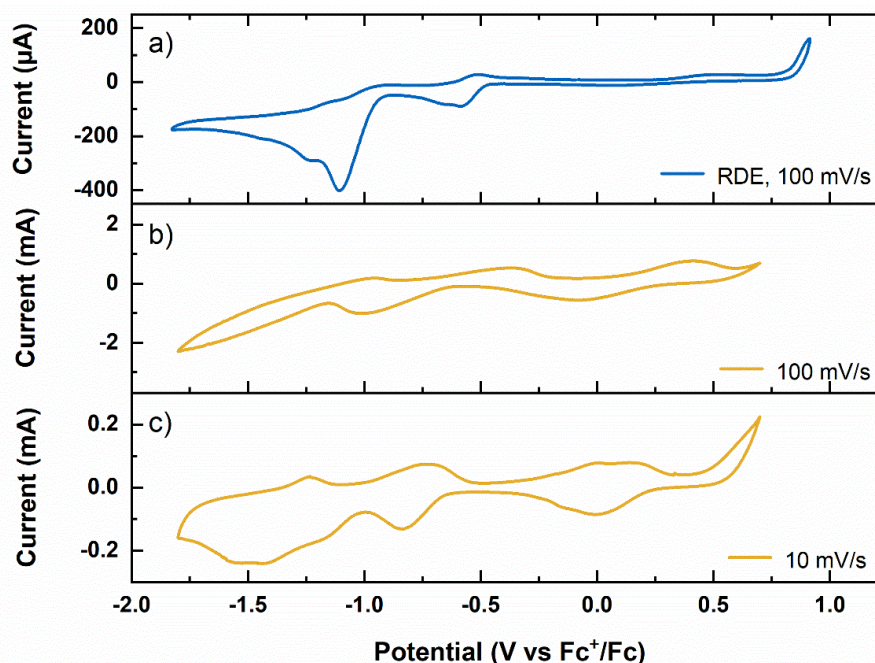 a)
200
0
-200
-400
Current (µA)
RDE, 100 mV/s
b)
2
0
-2
Current (mA)
100 mV/s
c)
0.2
0.0
-0.2
Current (mA)
10 mV/s
-2.0 -1.5 -1.0 -0.5 0.0 0.5 1.0
Potential (V vs Fc⁺/Fc)